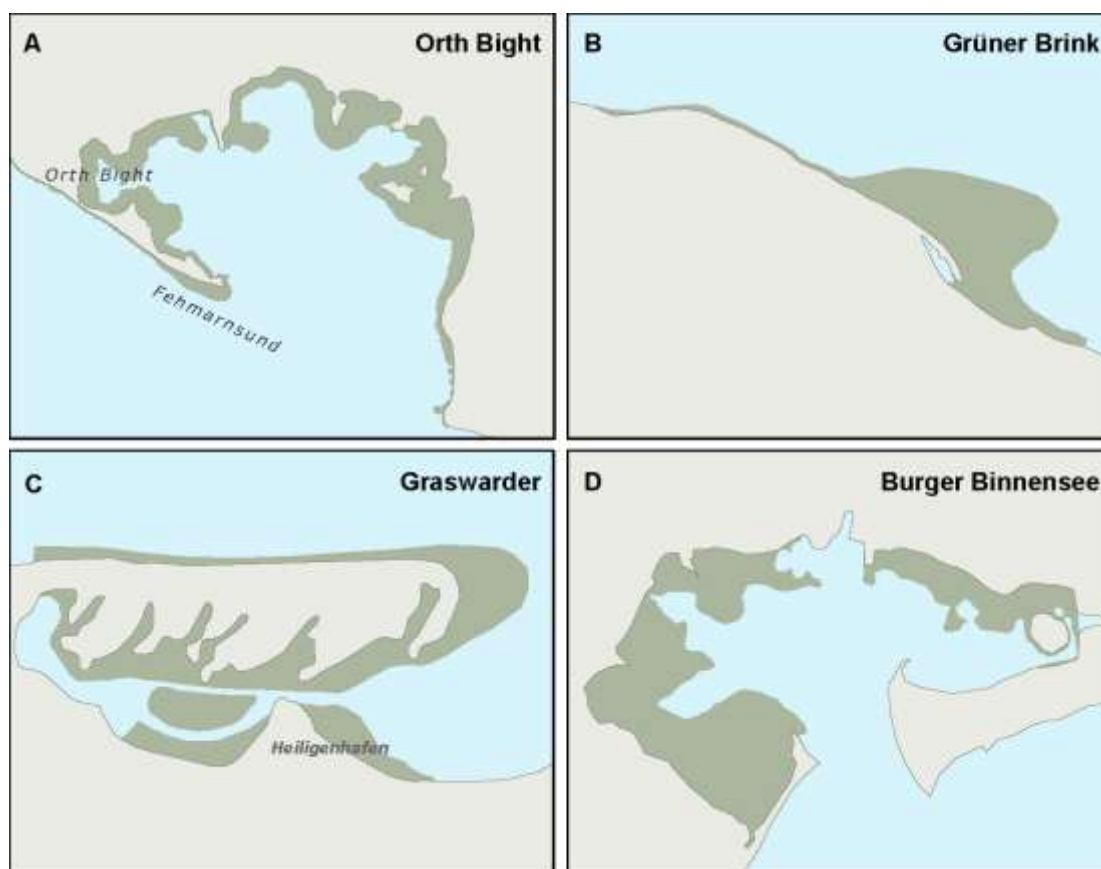 A
Orth Bight
Orth Bight
Fehmarnsund
B
Grüner Brink
C
Graswarder
Heiligenhafen
D
Burger Binnensee